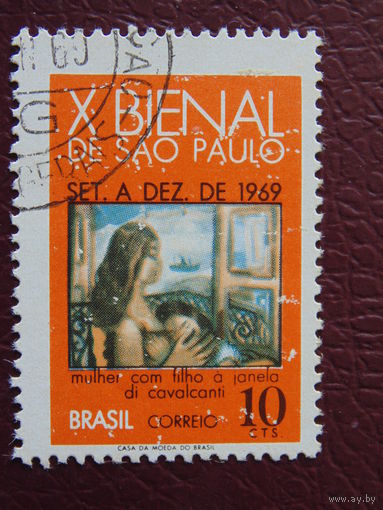 X BIENAL
DE SAO PAULO
SET. A DEZ. DE 1969
mulher com filho à janela
di cavalcanti
BRASIL CORREIO 10
CTS.
CASA DA MOEDA DO BRASIL
www.ay.by